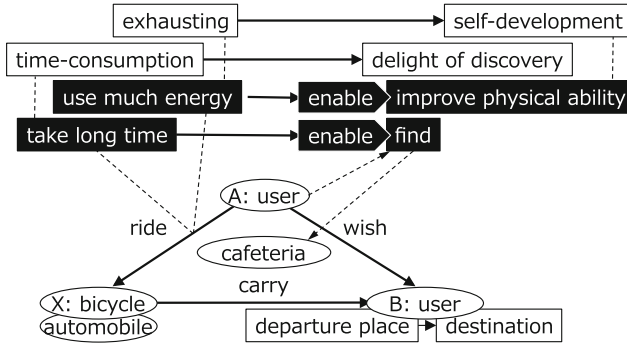 exhausting
self-development
time-consumption
delight of discovery
use much energy
enable
improve physical ability
take long time
enable
find
A: user
ride
wish
cafeteria
carry
X: bicycle
B: user
automobile
departure place
destination